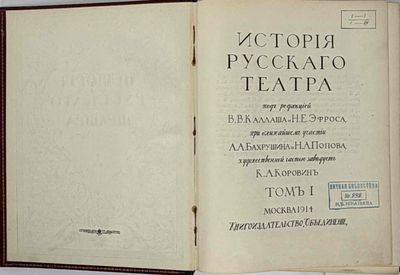 ИСТОРІЯ
РУССКАГО
ТЕАТРА
подъ редакціей
В.В.КАЛЛАША и Н.Е.ЭФРОСА,
при ближайшемъ участіи
А.А.БАХРУШИНА и Н.А.ПОПОВА,
художественной частью завѣдуетъ
К.А.КОРОВИНЪ
ТОМЪ I
МОСКВА 1914
Книгоиздательство „Объединеніе„